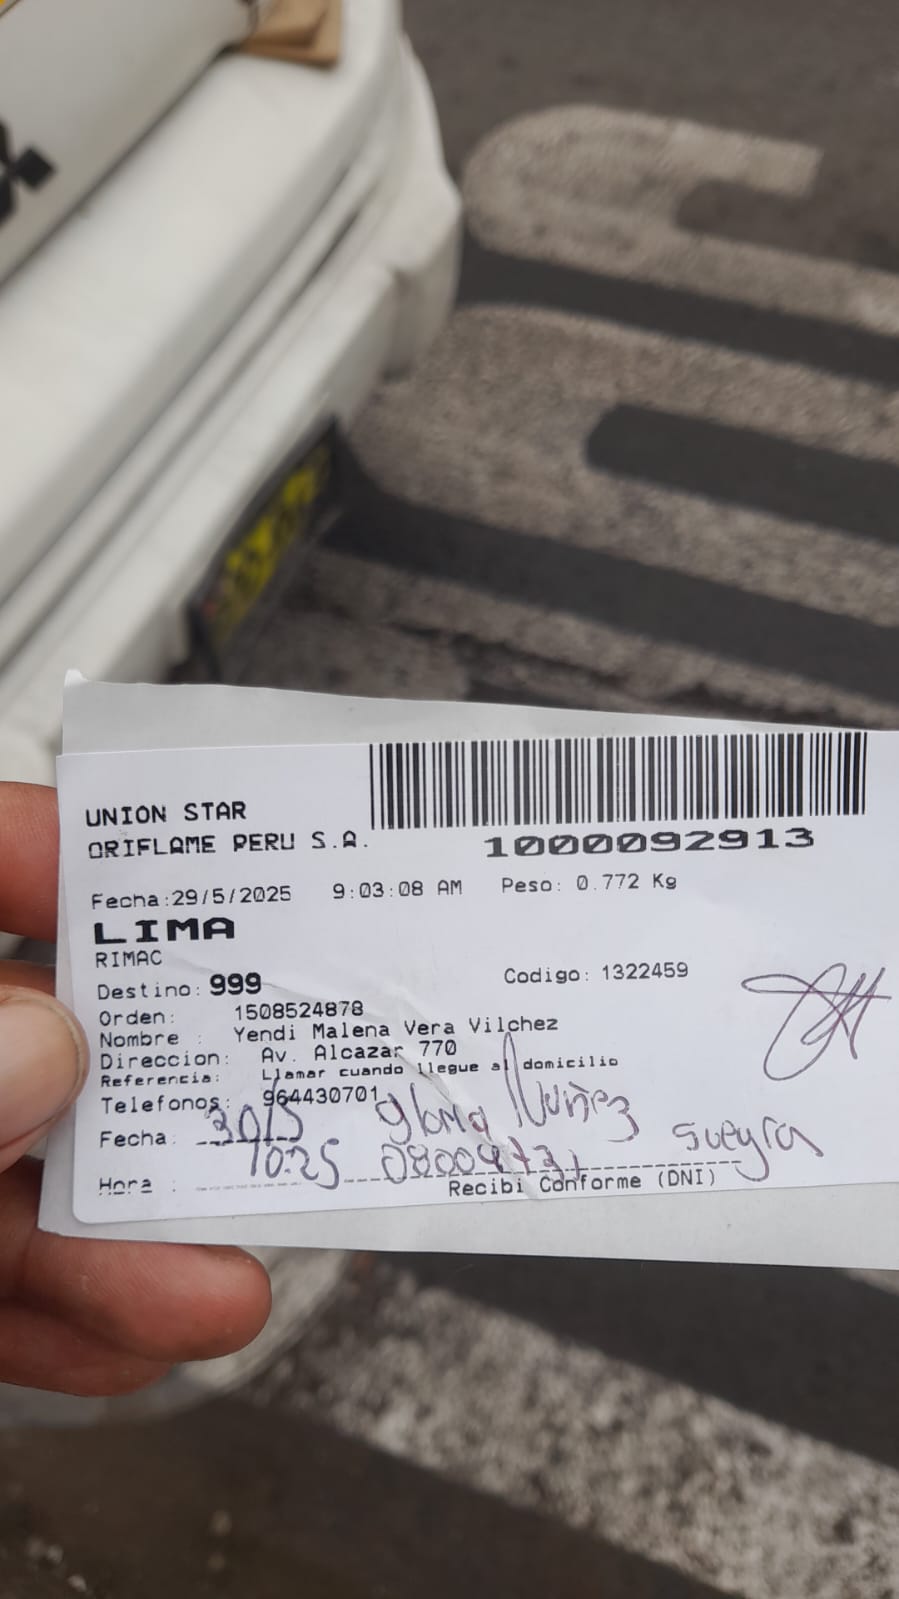 UNION STAR
ORIFLAME PERU S.A.
1000092913
Fecha:29/5/2025 9:03:08 AM Peso: 0.772 Kg
LIMA
RIMAC
Destino: 999 Codigo: 1322459
Orden: 1508524878
Nombre : Yendi Malena Vera Vilchez
Direccion: Av. Alcazar 770
Referencia: Llamar cuando llegue al domicilio
Telefonos: 964430701
Fecha: 30/5 gloria Nuñez suegra
Hora : 10:25
Recibi Conforme (DNI)